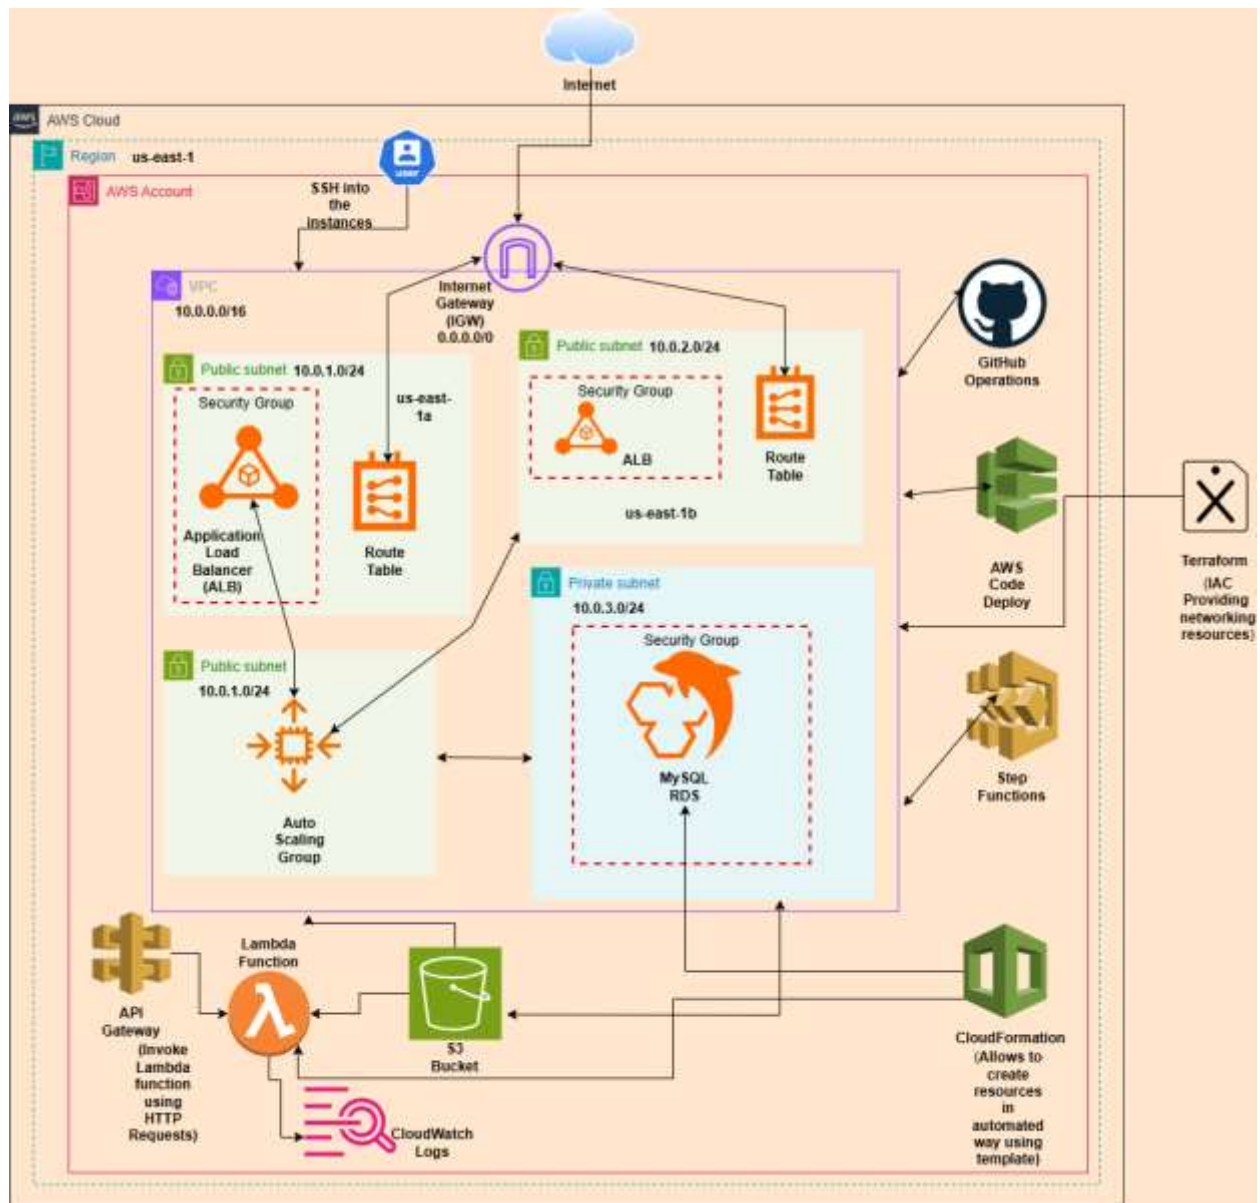 Internet
aws
AWS Cloud
Region us-east-1
user
AWS Account
SSH into
the
instances
VPC
10.0.0.0/16
Internet
Gateway
(IGW)
0.0.0.0/0
Public subnet 10.0.1.0/24
Security Group
us-east-
1a
Application
Load
Balancer
(ALB)
Route
Table
Public subnet 10.0.2.0/24
Security Group
ALB
Route
Table
us-east-1b
GitHub
Operations
AWS
Code
Deploy
Terraform
(IAC
Providing
networking
resources)
Private subnet
10.0.3.0/24
Security Group
MySQL
RDS
Public subnet
10.0.1.0/24
Auto
Scaling
Group
Step
Functions
API
Gateway
(Invoke
Lambda
function
using
HTTP
Requests)
Lambda
Function
S3
Bucket
CloudWatch
Logs
CloudFormation
(Allows to
create
resources
in
automated
way using
template)